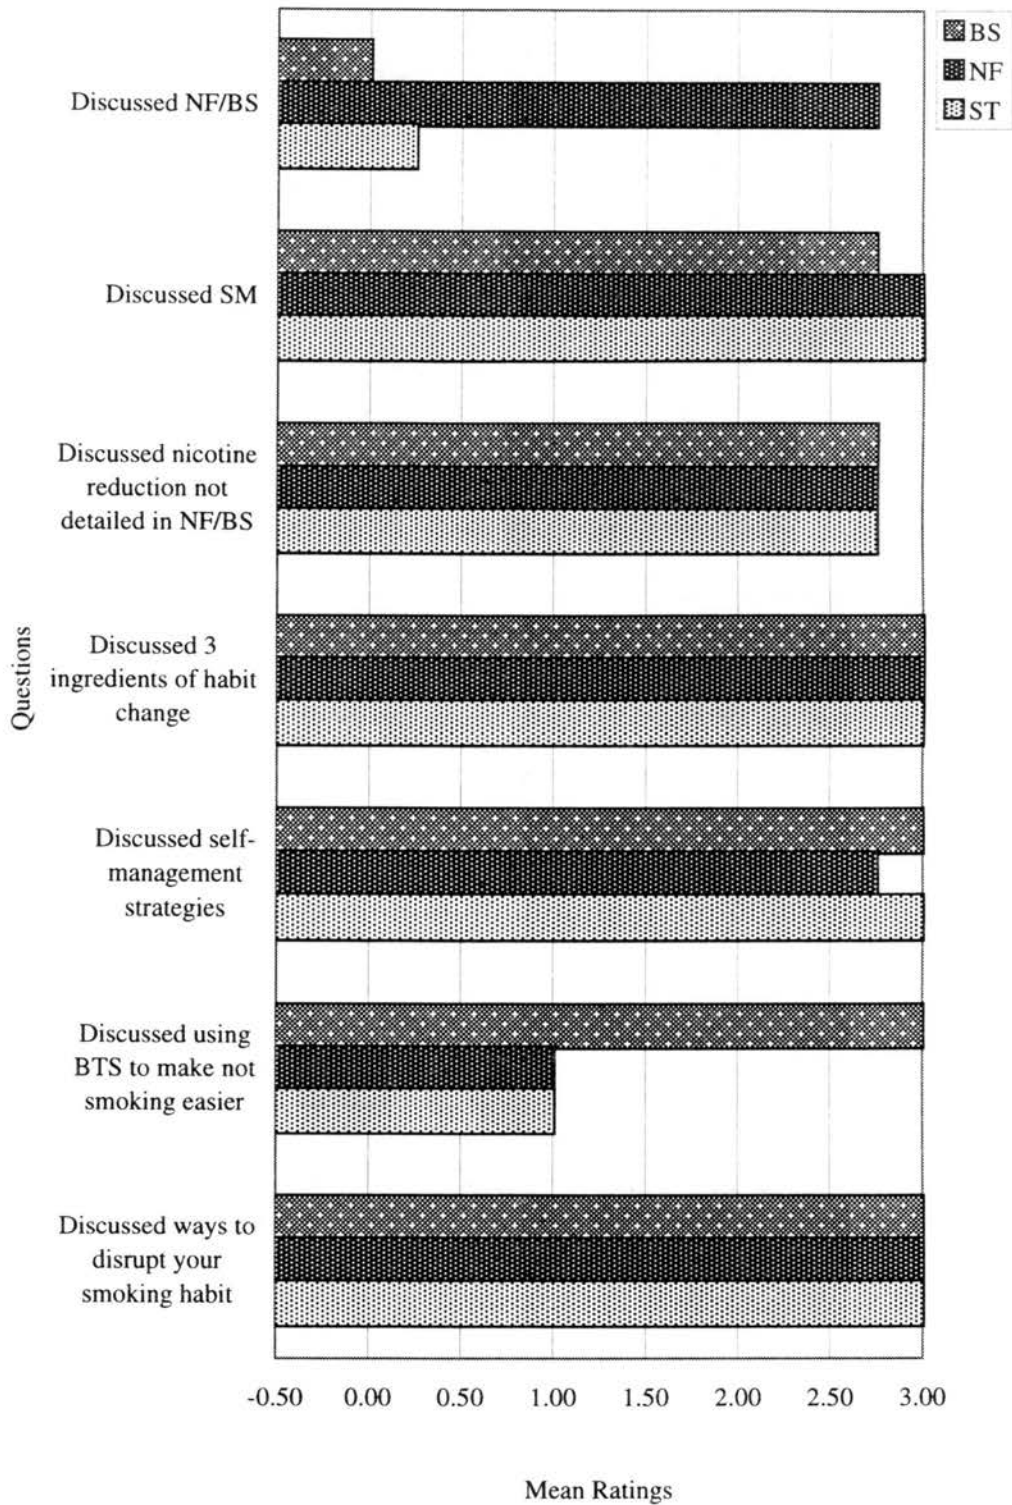 BS
NF
ST
Discussed NF/BS
Discussed SM
Discussed nicotine
reduction not
detailed in NF/BS
Discussed 3
ingredients of habit
change
Discussed self-
management
strategies
Discussed using
BTS to make not
smoking easier
Discussed ways to
disrupt your
smoking habit
Questions
-0.50 0.00 0.50 1.00 1.50 2.00 2.50 3.00
Mean Ratings